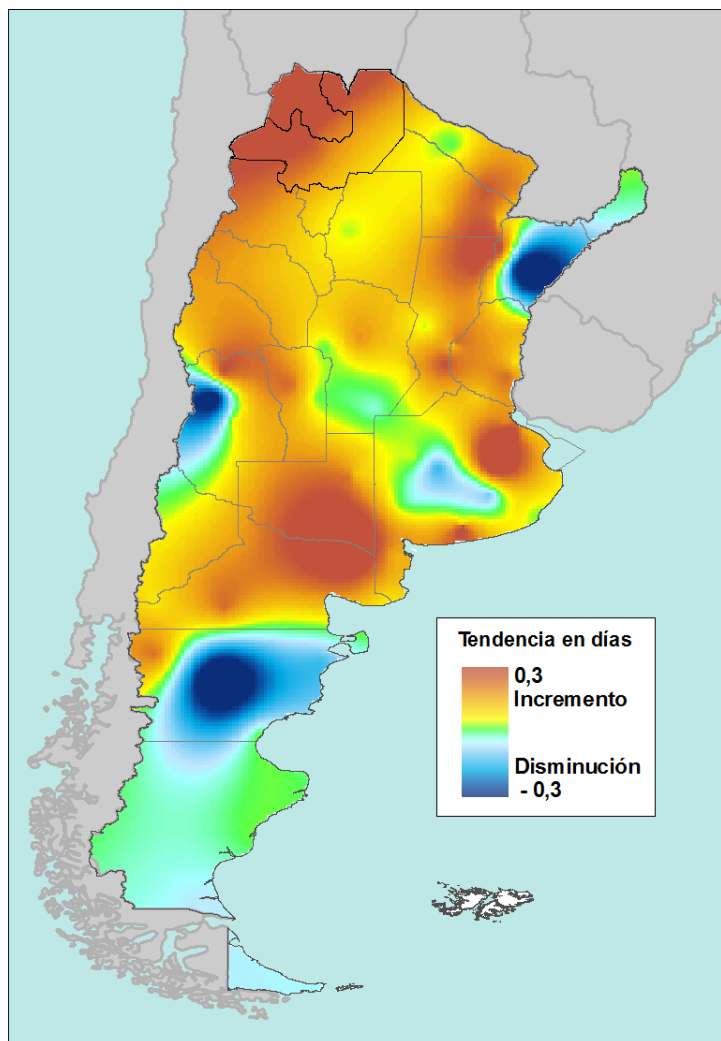 Tendencia en días
0,3
Incremento
Disminución
- 0,3